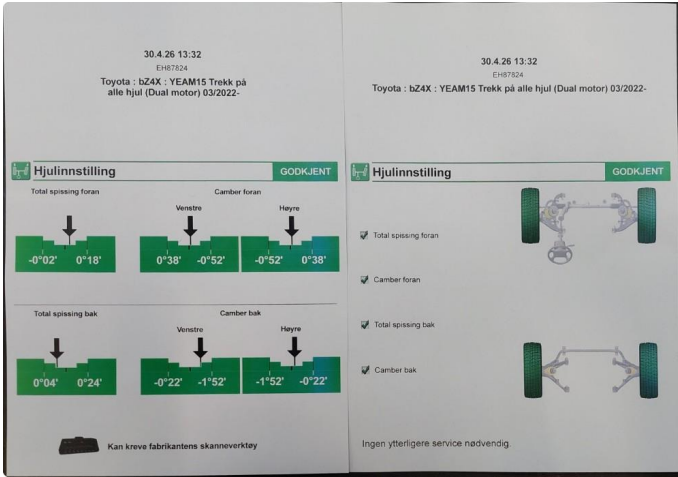 30.4.26 13:32
EH87824
Toyota : bZ4X : YEAM15 Trekk på
alle hjul (Dual motor) 03/2022-
Hjulinnstilling GODKJENT
Total spissing foran Camber foran
Venstre Høyre
-0°02' 0°18' 0°38' -0°52' -0°52' 0°38'
Total spissing bak Camber bak
Venstre Høyre
0°04' 0°24' -0°22' -1°52' -1°52' -0°22'
Kan kreve fabrikantens skanneverktøy
30.4.26 13:32
EH87824
Toyota : bZ4X : YEAM15 Trekk på alle hjul (Dual motor) 03/2022-
Hjulinnstilling GODKJENT
Total spissing foran
Camber foran
Total spissing bak
Camber bak
Ingen ytterligere service nødvendig.